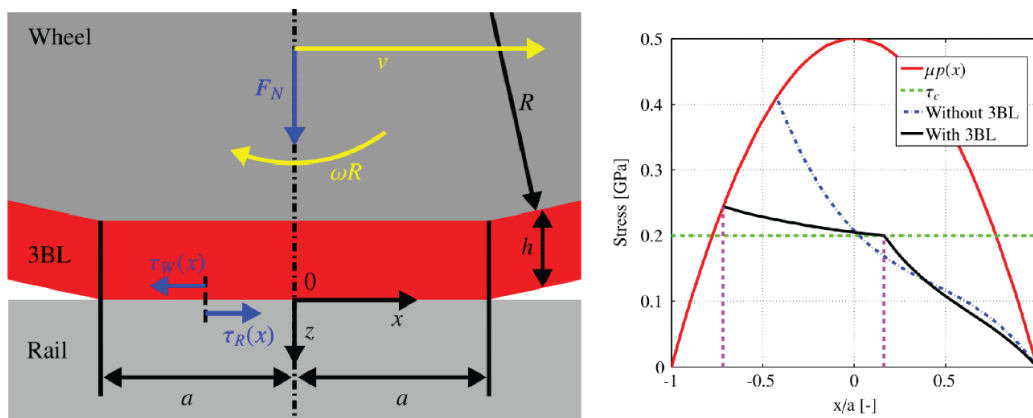 Wheel
v
F_N
R
ωR
3BL
τ_W(x)
h
0
x
τ_R(x)
Rail
z
a
a
0.5
0.4
0.3
0.2
0.1
0
Stress [GPa]
μp(x)
τ_c
Without 3BL
With 3BL
-1
-0.5
0
0.5
x/a [-]